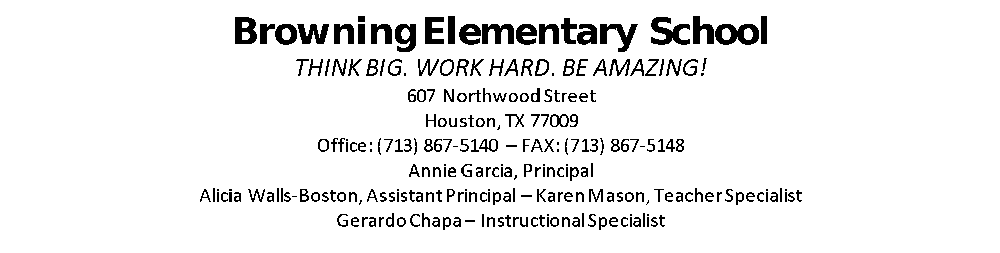 Browning Elementary School
THINK BIG. WORK HARD. BE AMAZING!
607 Northwood Street
Houston, TX 77009
Office: (713) 867-5140 – FAX: (713) 867-5148
Annie Garcia, Principal
Alicia Walls-Boston, Assistant Principal – Karen Mason, Teacher Specialist
Gerardo Chapa – Instructional Specialist